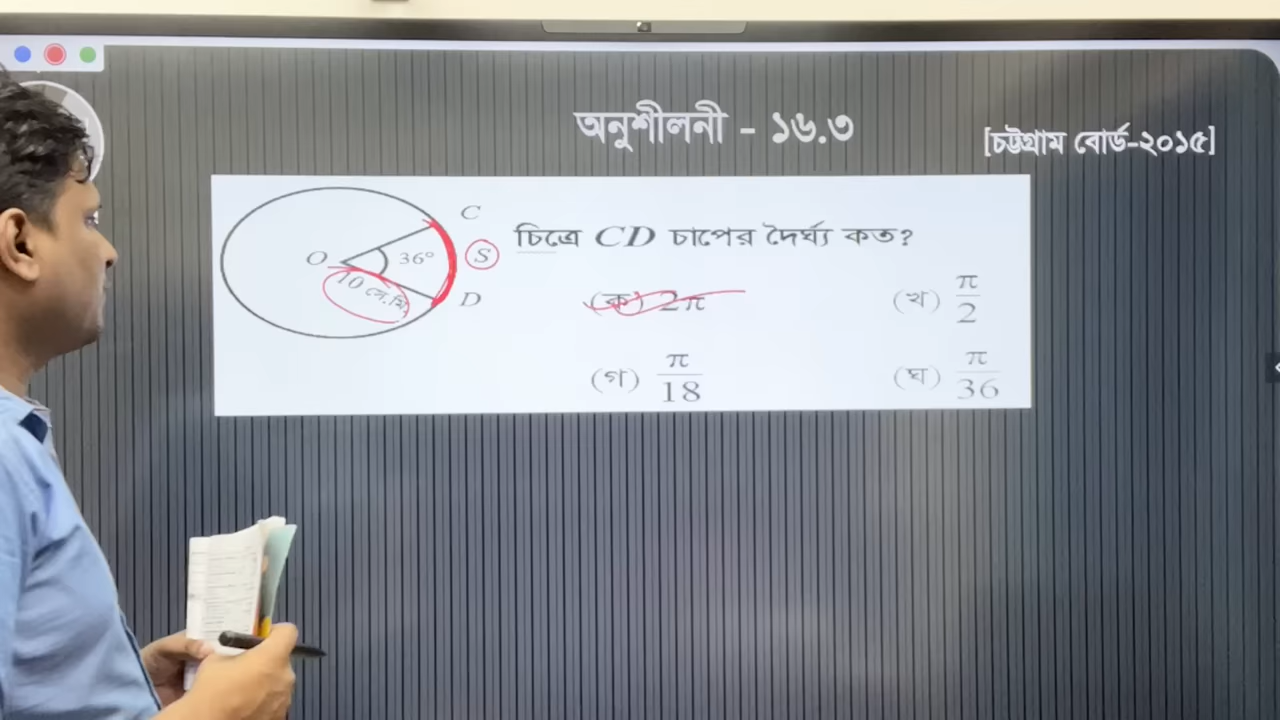 অনুশীলনী - ১৬.৩
[চট্টগ্রাম বোর্ড-২০১৫]
C
চিত্রে CD চাপের দৈর্ঘ্য কত?
O
36°
S
10 সে.মি.
D
(ক) 2π
(খ) π/2
(গ) π/18
(ঘ) π/36